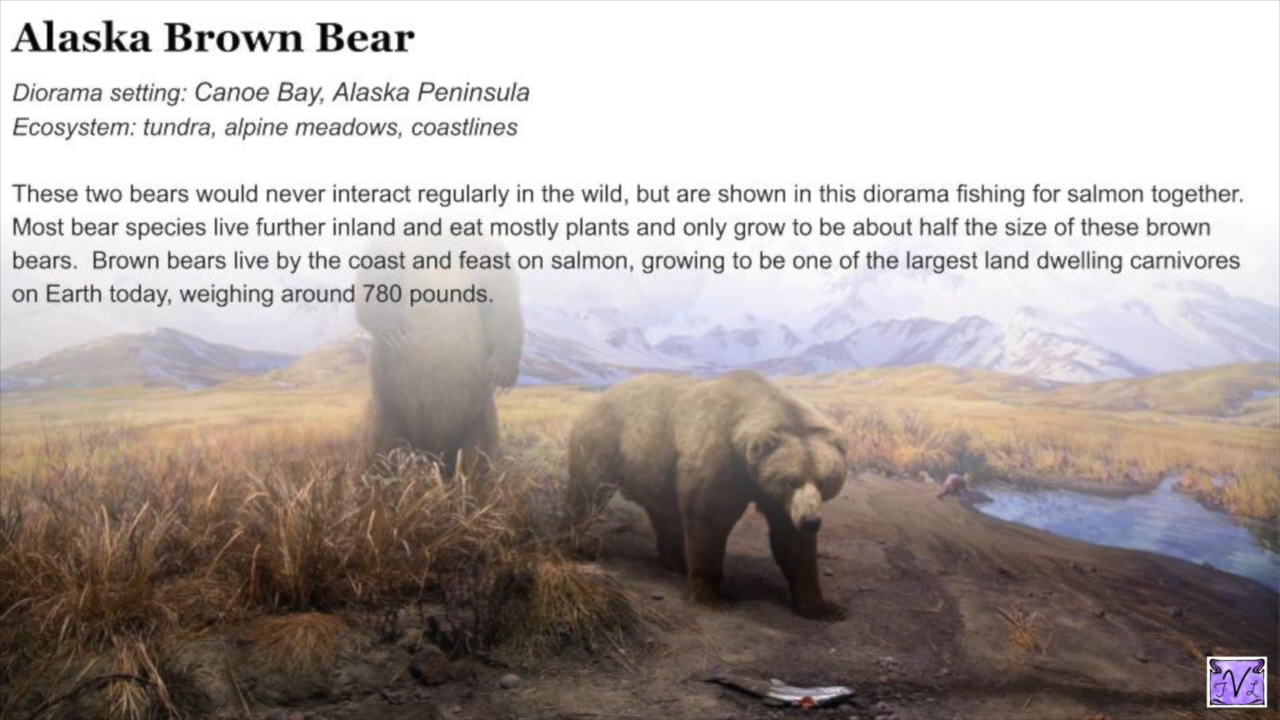 Alaska Brown Bear
Diorama setting: Canoe Bay, Alaska Peninsula
Ecosystem: tundra, alpine meadows, coastlines
These two bears would never interact regularly in the wild, but are shown in this diorama fishing for salmon together.
Most bear species live further inland and eat mostly plants and only grow to be about half the size of these brown
bears.  Brown bears live by the coast and feast on salmon, growing to be one of the largest land dwelling carnivores
on Earth today, weighing around 780 pounds.